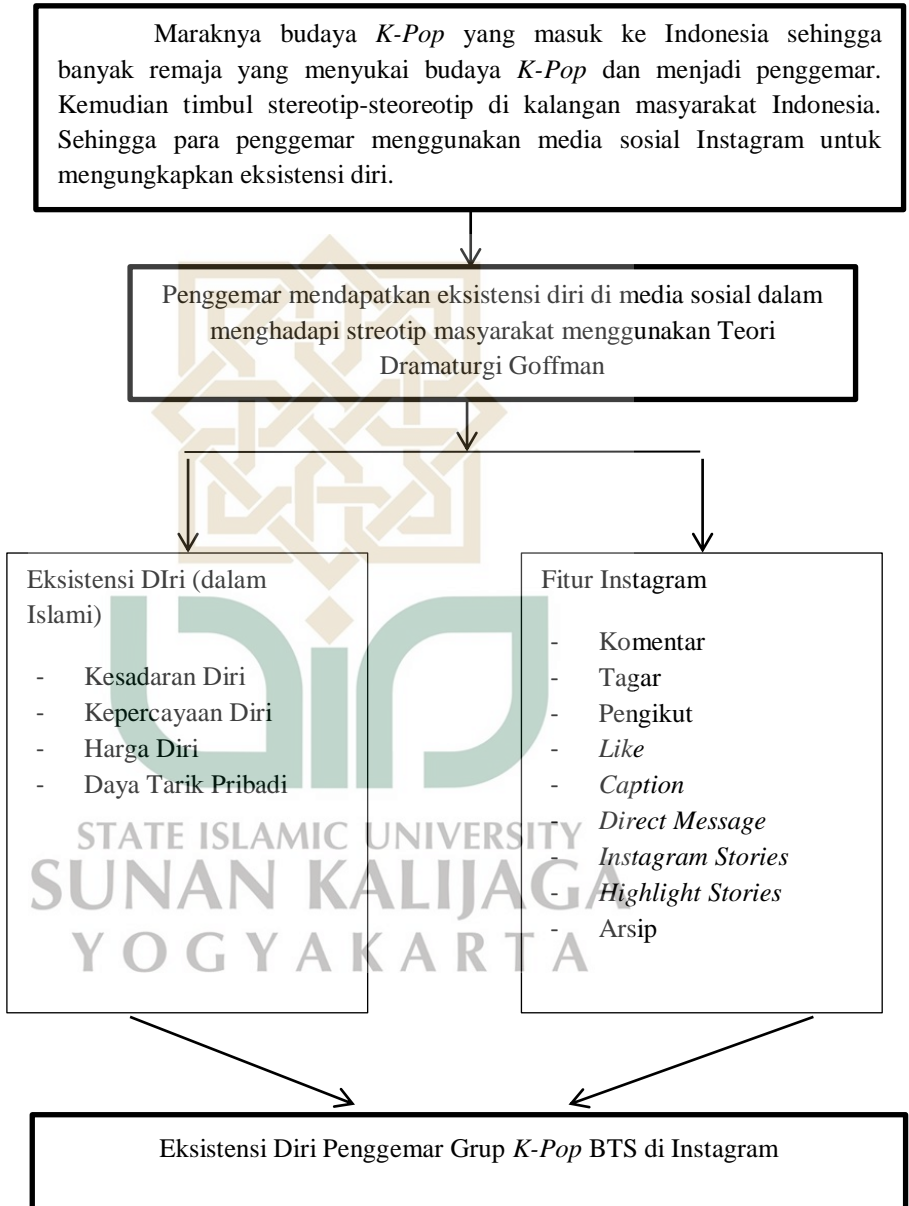 Maraknya budaya K-Pop yang masuk ke Indonesia sehingga
banyak remaja yang menyukai budaya K-Pop dan menjadi penggemar.
Kemudian timbul stereotip-steoreotip di kalangan masyarakat Indonesia.
Sehingga para penggemar menggunakan media sosial Instagram untuk
mengungkapkan eksistensi diri.
Penggemar mendapatkan eksistensi diri di media sosial dalam
menghadapi streotip masyarakat menggunakan Teori
Dramaturgi Goffman
Eksistensi DIri (dalam
Islami)
- Kesadaran Diri
- Kepercayaan Diri
- Harga Diri
- Daya Tarik Pribadi
Fitur Instagram
- Komentar
- Tagar
- Pengikut
- Like
- Caption
- Direct Message
- Instagram Stories
- Highlight Stories
- Arsip
STATE ISLAMIC UNIVERSITY
SUNAN KALIJAGA
YOGYAKARTA
Eksistensi Diri Penggemar Grup K-Pop BTS di Instagram